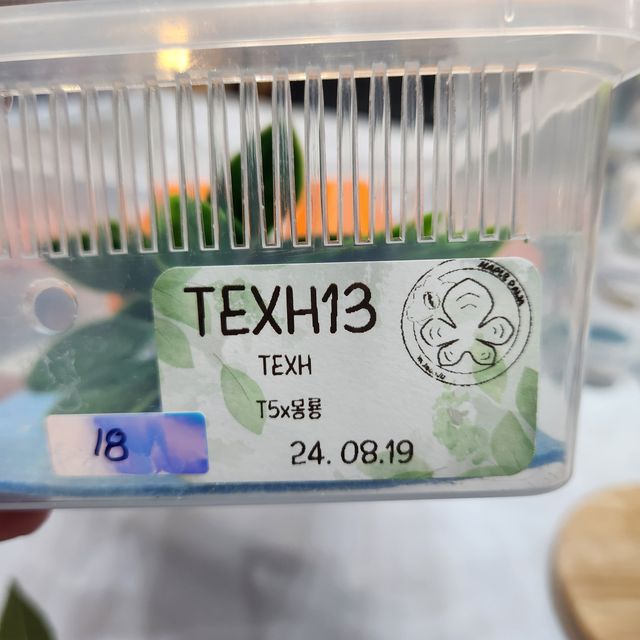 TEXH13
TEXH
T5x몽룡
24. 08.19
18